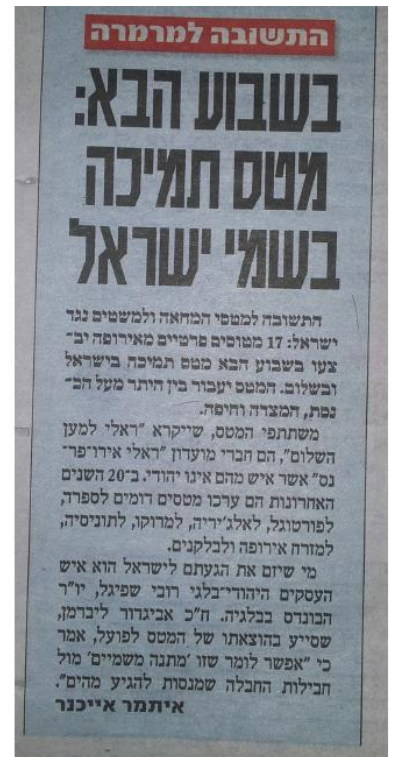 התשובה למרמרה
בשבוע הבא:
מטס תמיכה
בשמי ישראל
התשובה למטסי המחאה ולמשטים נגד
ישראל: 17 מטוסים פרטיים מאירופה יב־
צעו בשבוע הבא מטס תמיכה בישראל
ובשלום. המטס יעבור בין היתר מעל הכ־
נסת, המצדה וחיפה.
משתתפי המטס, שייקרא "ראלי למען
השלום", הם חברי מועדון "ראלי אירו־פר־
נס" אשר איש מהם אינו יהודי. ב־20 השנים
האחרונות הם ערכו מטסים דומים לספרד,
לפורטוגל, לאלג'יריה, למרוקו, לתוניסיה,
למזרח אירופה ולבלקנים.
מי שיזם את הגעתם לישראל הוא איש
העסקים היהודי־בלגי רובי שפיגל, יו"ר
הבונדס בבלגיה. ח"כ אביגדור ליברמן,
שסייע בהוצאתו של המטס לפועל, אמר
כי "אפשר לומר שזו 'מתנה משמיים' מול
חבילות החבלה שמנסות להגיע מהים".
איתמר אייכנר